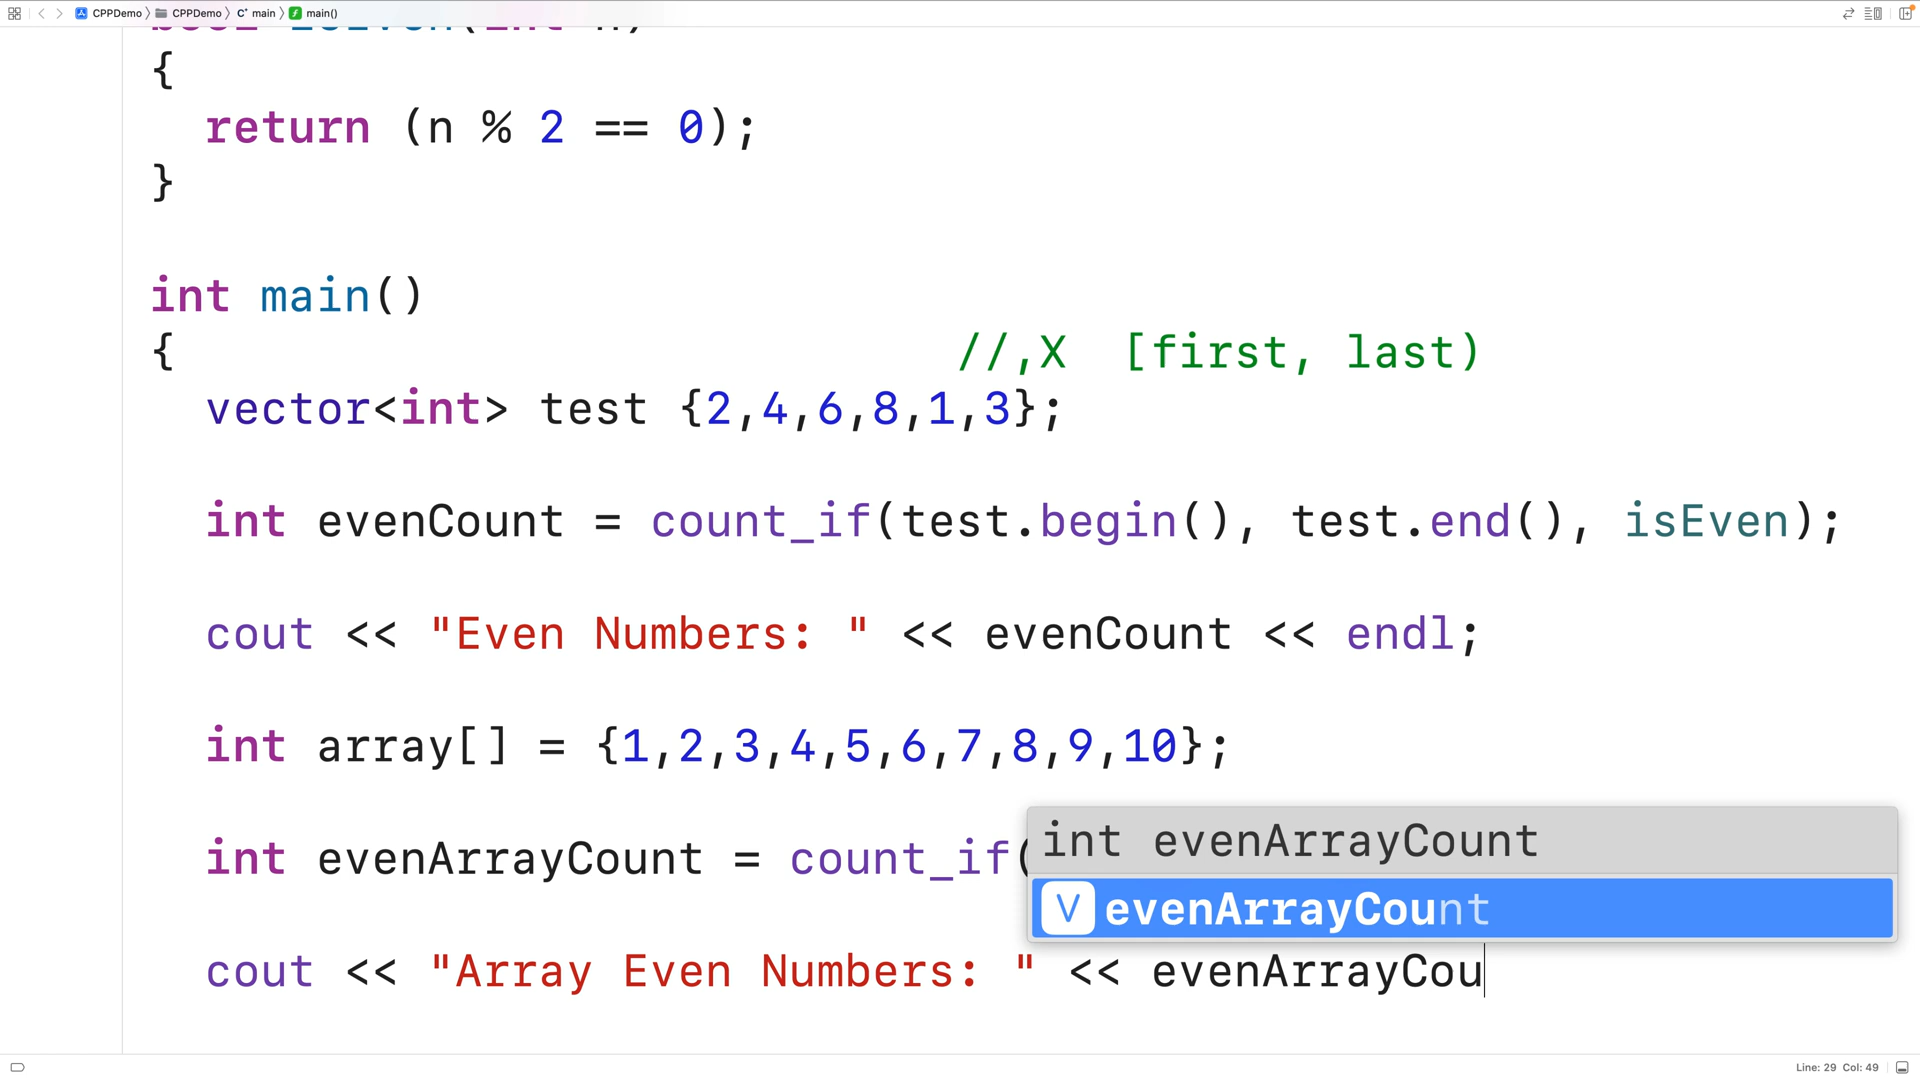 CPPDemo CPPDemo C+ main f main()
bool isEven(int n)
{
return (n % 2 == 0);
}
int main()
{ //,X [first, last)
vector<int> test {2,4,6,8,1,3};
int evenCount = count_if(test.begin(), test.end(), isEven);
cout << "Even Numbers: " << evenCount << endl;
int array[] = {1,2,3,4,5,6,7,8,9,10};
int evenArrayCount
int evenArrayCount = count_if(
V evenArrayCount
cout << "Array Even Numbers: " << evenArrayCou
Line: 29 Col: 49